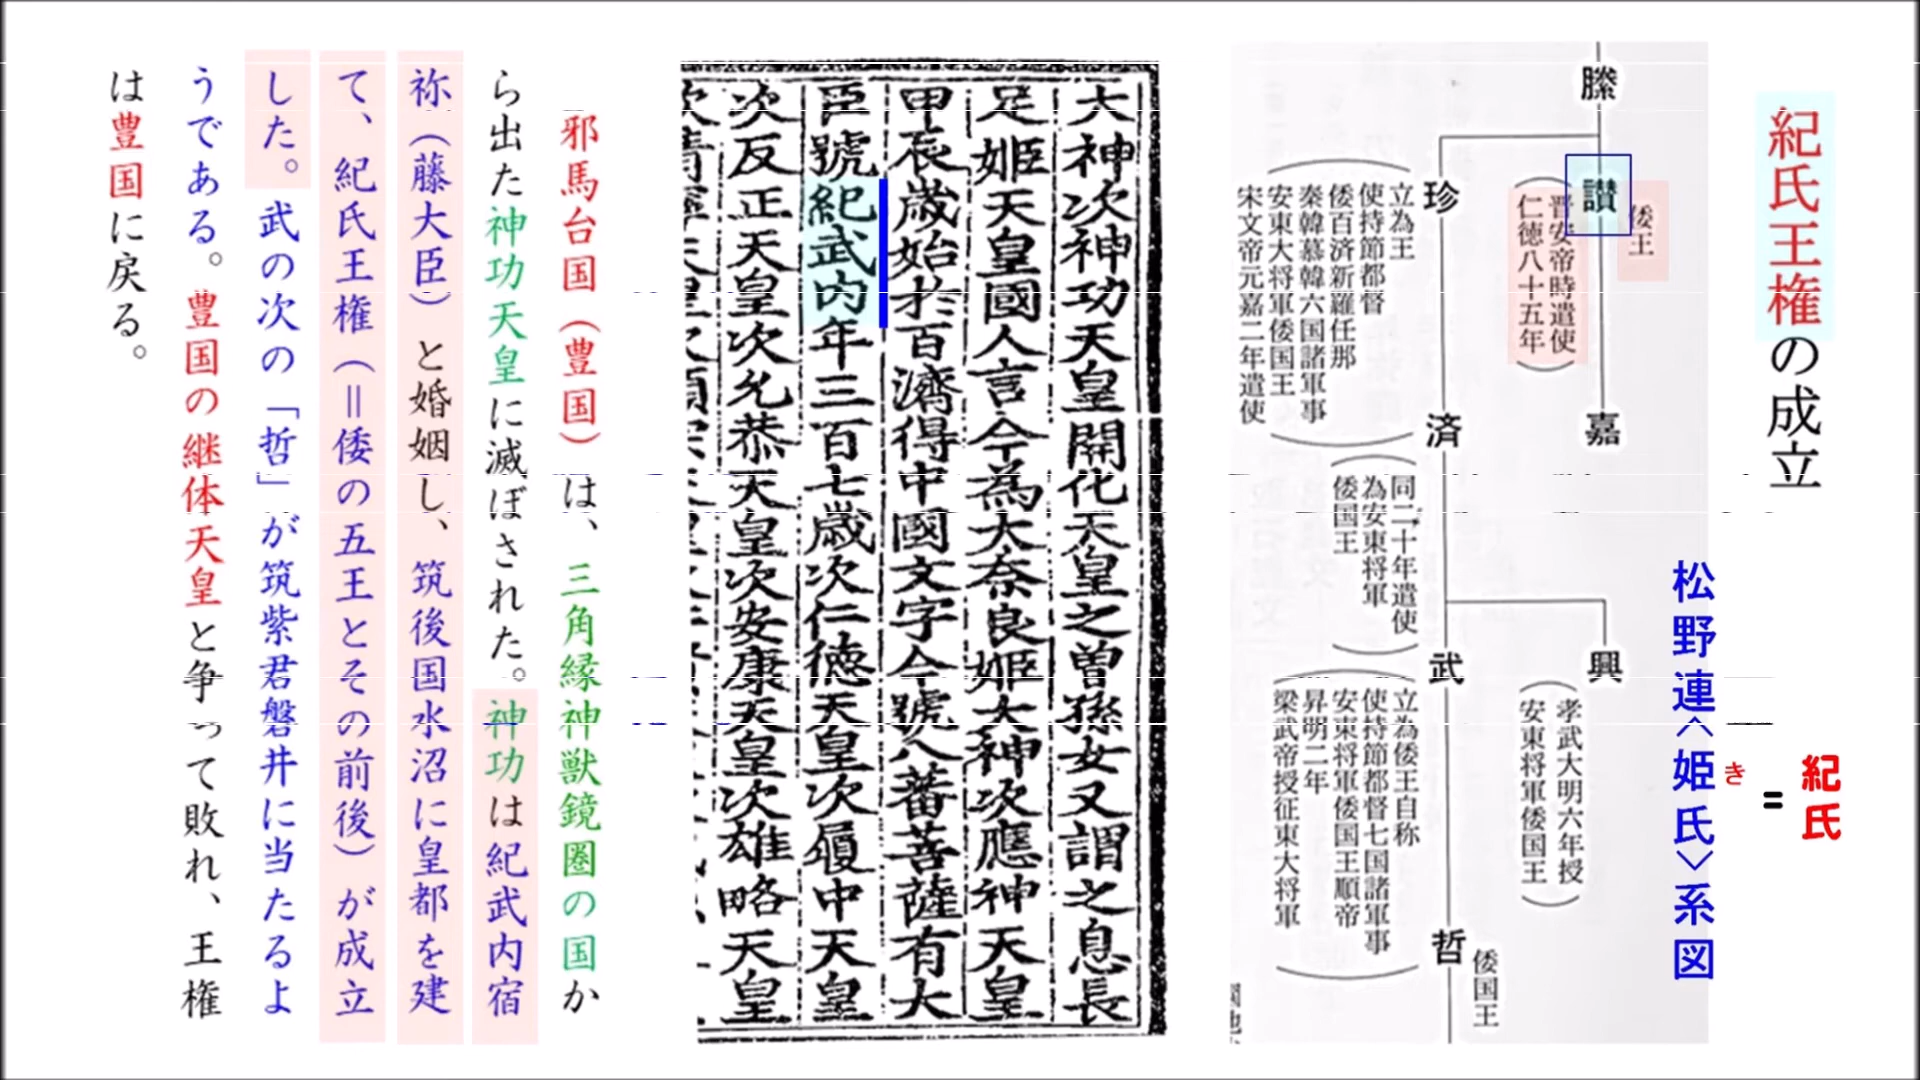 紀氏王権の成立
紀氏
=
き
松野連〈姫氏〉系図
縢
讃
倭王
晋安帝時遣使
仁徳八十五年
嘉
珍
立為王
使持節都督
倭百済新羅任那
秦韓慕韓六国諸軍事
安東大将軍倭国王
宋文帝元嘉二年遣使
済
同二十年遣使
為安東将軍
倭国王
興
孝武大明六年授
安東将軍倭国王
武
立為倭王自称
使持節都督七国諸軍事
安東将軍倭国王順帝
昇明二年
梁武帝授征東大将軍
哲
倭国王
大神次神功天皇開化天皇之曽孫女又謂之息長
足姫天皇國人言今為大奈良姫大神次應神天皇
甲辰歳始於百濟得中國文字今號八蕃菩薩有大
臣號紀武内年三百七歳次仁徳天皇次履中天皇
次反正天皇次允恭天皇次安康天皇次雄略天皇
邪馬台国（豊国）は、三角縁神獣鏡圏の国か
ら出た神功天皇に滅ぼされた。神功は紀武内宿
祢（藤大臣）と婚姻し、筑後国水沼に皇都を建
て、紀氏王権（＝倭の五王とその前後）が成立
した。武の次の「哲」が筑紫君磐井に当たるよ
うである。豊国の継体天皇と争って敗れ、王権
は豊国に戻る。